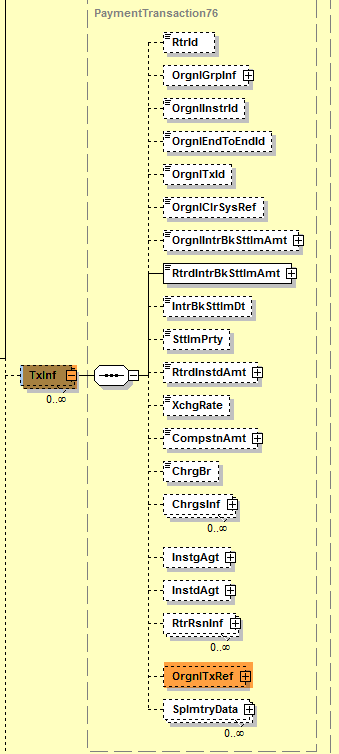 PaymentTransaction76
RtrId
OrgnlGrpInf
OrgnlInstrId
OrgnlEndToEndId
OrgnlTxId
OrgnlClrSysRef
OrgnlIntrBkSttlmAmt
RtrdIntrBkSttlmAmt
IntrBkSttlmDt
SttlmPrty
TxInf
0..∞
RtrdInstdAmt
XchgRate
CompstnAmt
ChrgBr
ChrgsInf
0..∞
InstgAgt
InstdAgt
RtrRsnInf
0..∞
OrgnlTxRef
SplmtryData
0..∞